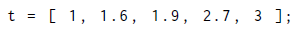 t = [ 1, 1.6, 1.9, 2.7, 3 ];